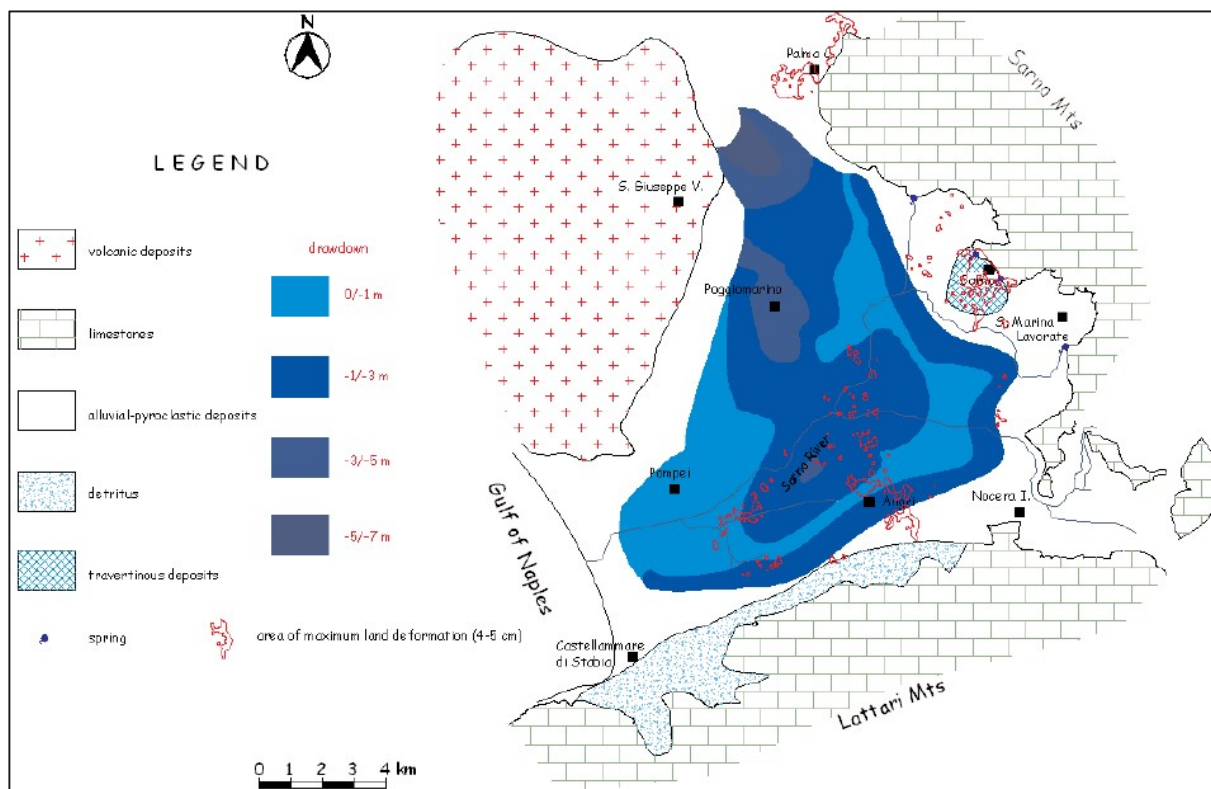 N
LEGEND
volcanic deposits
limestones
alluvial-pyroclastic deposits
detritus
travertinous deposits
spring
drawdown
0/-1 m
-1/-3 m
-3/-5 m
-5/-7 m
area of maximum land deformation (4-5 cm)
0 1 2 3 4 km
Palma
Sarno Mts
S. Giuseppe V.
Poggiomarino
S. Marina
Lavorate
Sarno River
Pompei
Angri
Nocera I.
Gulf of Naples
Castellammare
di Stabia
Lattari Mts